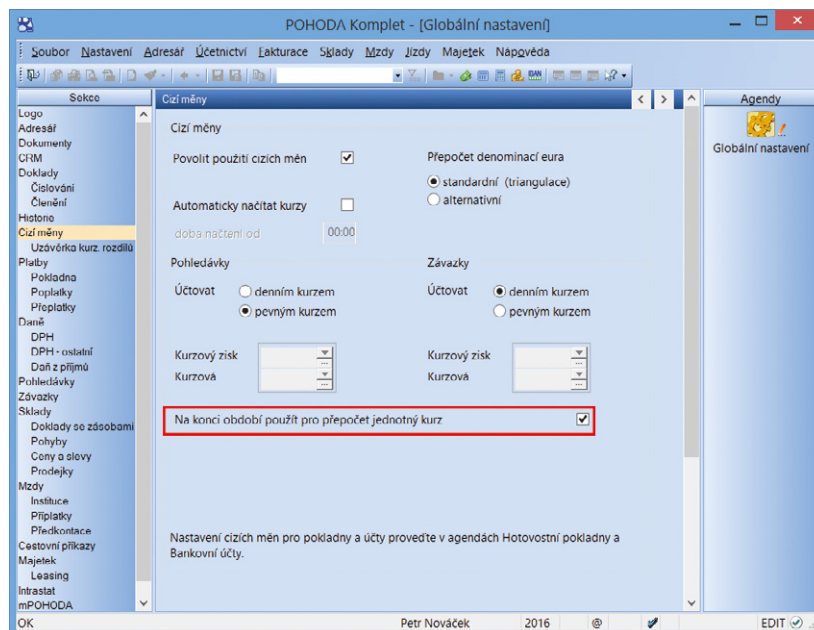 POHODA Komplet - [Globální nastavení]
Soubor Nastavení Adresář Účetnictví Fakturace Sklady Mzdy Jízdy Majetek Nápověda
Sekce
Logo
Adresář
Dokumenty
CRM
Doklady
Číslování
Členění
Historie
Cizí měny
Uzávěrka kurz. rozdílů
Platby
Pokladna
Poplatky
Přeplatky
Daně
DPH
DPH - ostatní
Daň z příjmů
Pohledávky
Závazky
Sklady
Doklady se zásobami
Pohyby
Ceny a slevy
Prodejky
Mzdy
Instituce
Příplatky
Předkontace
Cestovní příkazy
Majetek
Leasing
Intrastat
mPOHODA
Cizí měny
Cizí měny
Povolit použití cizích měn
Přepočet denominací eura
standardní (triangulace)
alternativní
Automaticky načítat kurzy
doba načtení od 00:00
Pohledávky
Účtovat denním kurzem
pevným kurzem
Kurzový zisk
Kurzová
Závazky
Účtovat denním kurzem
pevným kurzem
Kurzový zisk
Kurzová
Na konci období použít pro přepočet jednotný kurz
Nastavení cizích měn pro pokladny a účty proveďte v agendách Hotovostní pokladny a
Bankovní účty.
Agendy
Globální nastavení
OK Petr Nováček 2016 @ EDIT